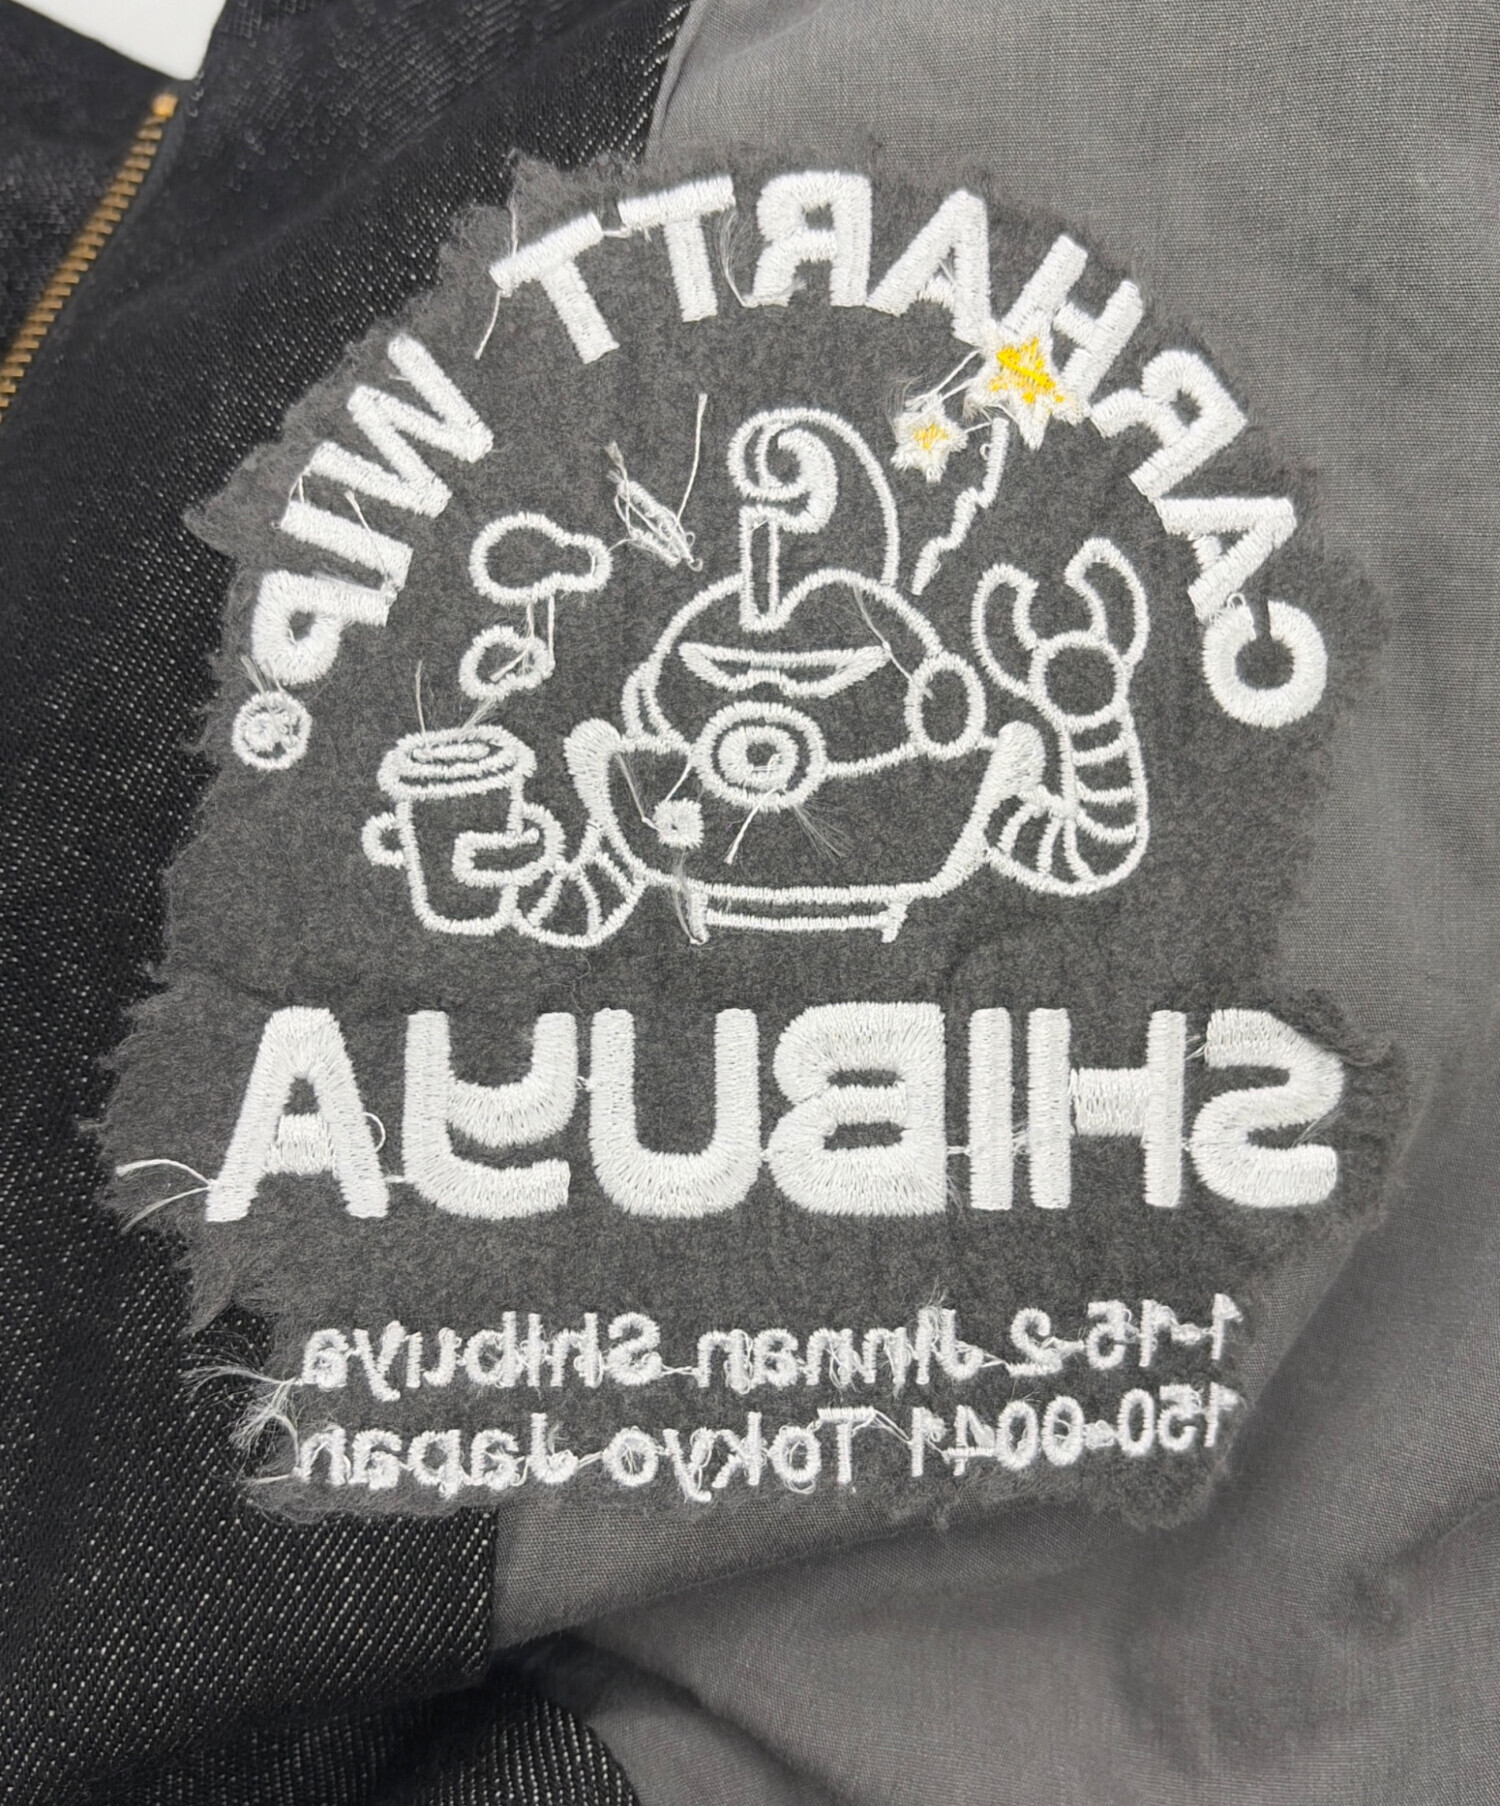 CARHARTT WIP®
SHIBUYA
1-15-2 Jinnan Shibuya
150-0041 Tokyo Japan